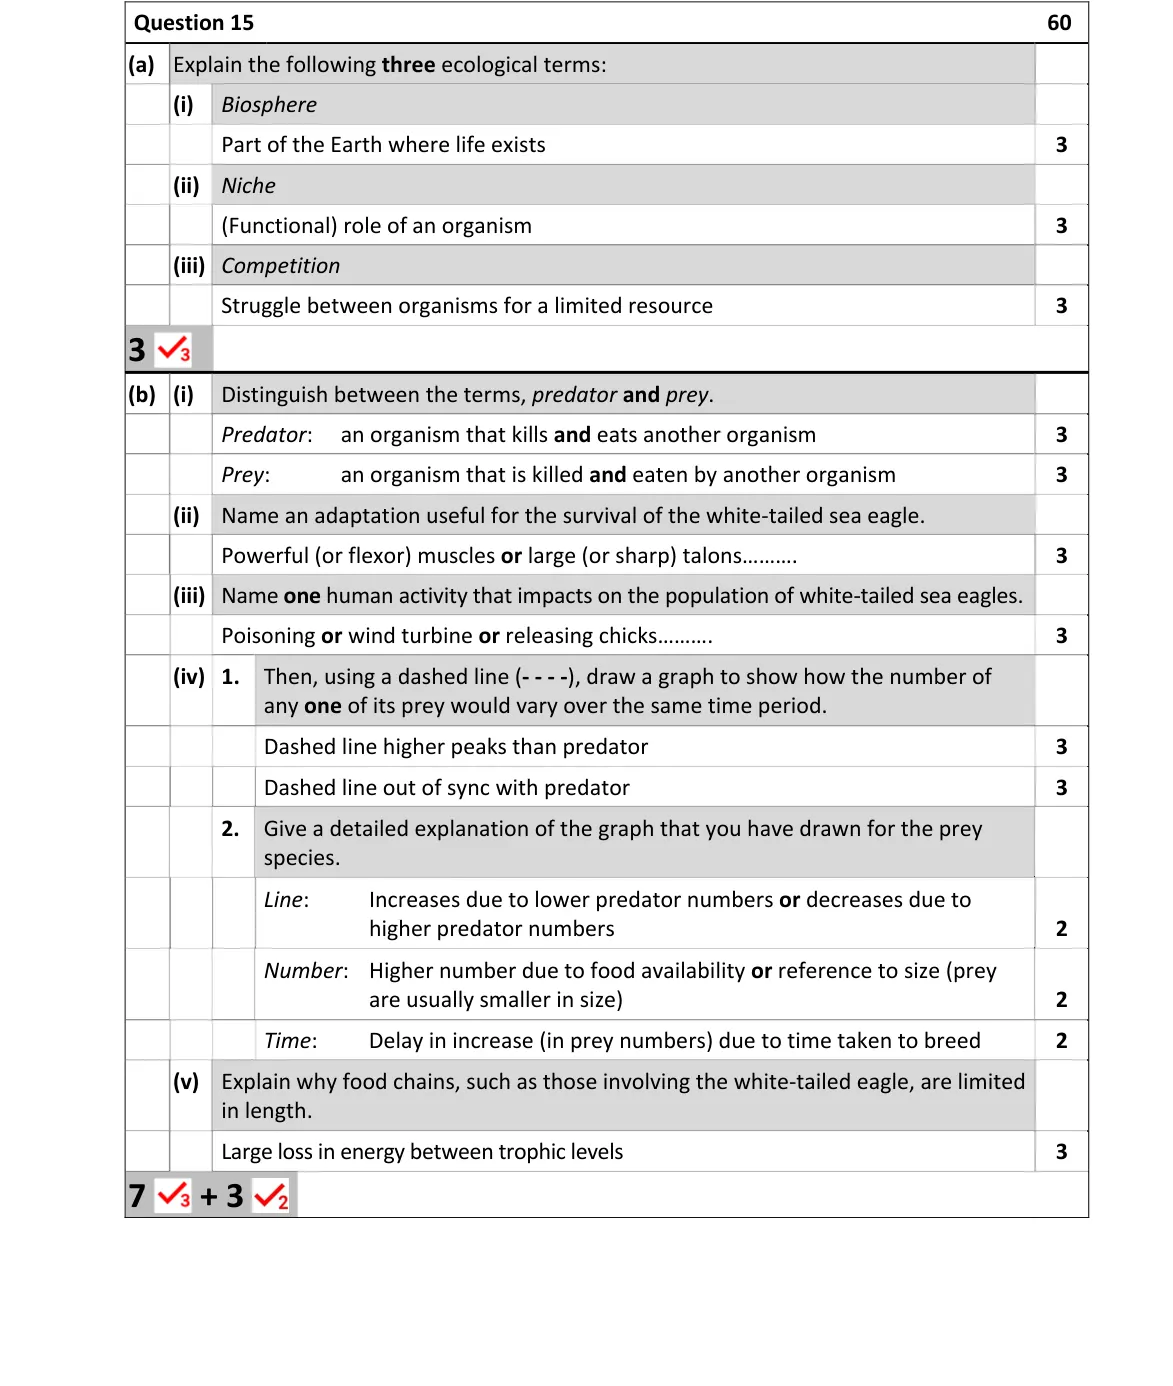 Question 15 60
(a) Explain the following three ecological terms:
(i) Biosphere
Part of the Earth where life exists 3
(ii) Niche
(Functional) role of an organism 3
(iii) Competition
Struggle between organisms for a limited resource 3
3 ✓3
(b) (i) Distinguish between the terms, predator and prey.
Predator: an organism that kills and eats another organism 3
Prey: an organism that is killed and eaten by another organism 3
(ii) Name an adaptation useful for the survival of the white-tailed sea eagle.
Powerful (or flexor) muscles or large (or sharp) talons………. 3
(iii) Name one human activity that impacts on the population of white-tailed sea eagles.
Poisoning or wind turbine or releasing chicks………. 3
(iv) 1. Then, using a dashed line (- - - -), draw a graph to show how the number of
any one of its prey would vary over the same time period.
Dashed line higher peaks than predator 3
Dashed line out of sync with predator 3
2. Give a detailed explanation of the graph that you have drawn for the prey
species.
Line: Increases due to lower predator numbers or decreases due to
higher predator numbers 2
Number: Higher number due to food availability or reference to size (prey
are usually smaller in size) 2
Time: Delay in increase (in prey numbers) due to time taken to breed 2
(v) Explain why food chains, such as those involving the white-tailed eagle, are limited
in length.
Large loss in energy between trophic levels 3
7 ✓3 + 3 ✓2